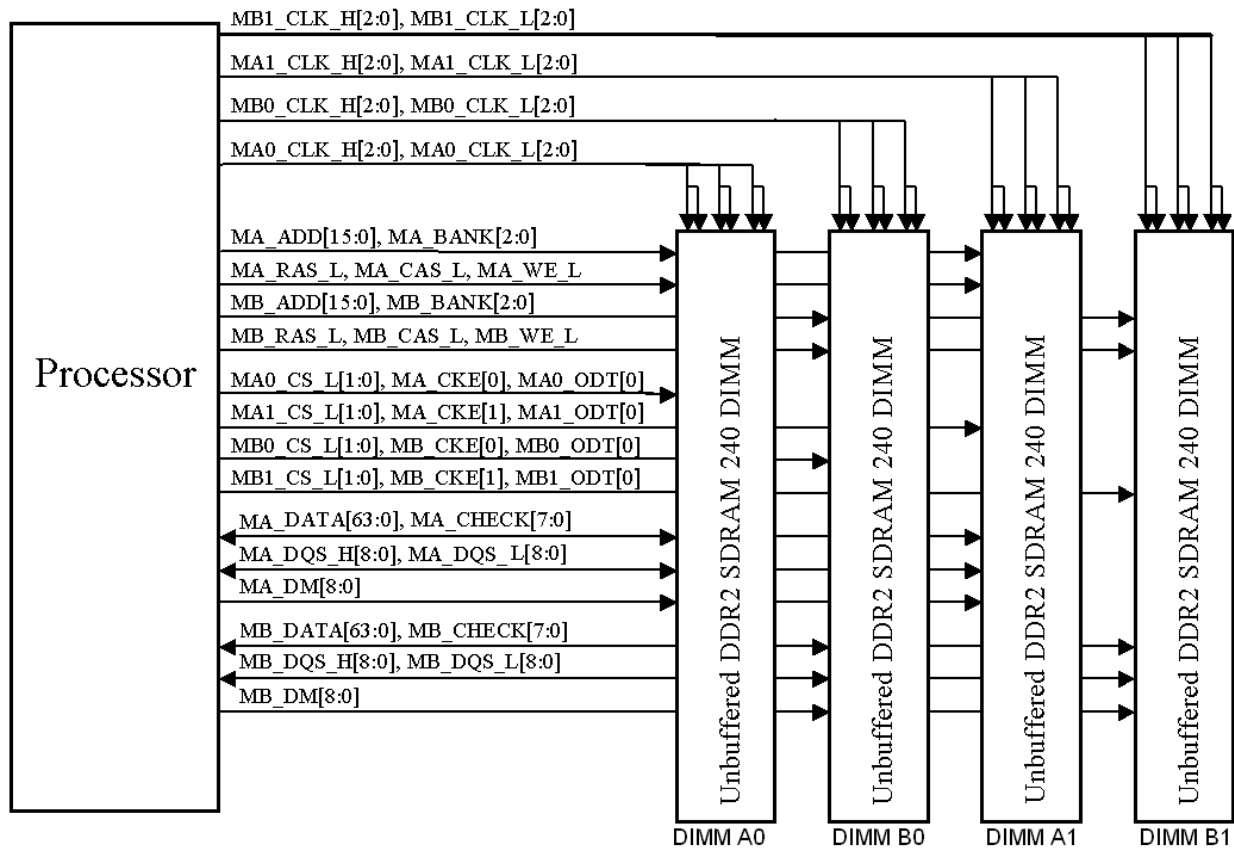 MB1_CLK_H[2:0], MB1_CLK_L[2:0]
MA1_CLK_H[2:0], MA1_CLK_L[2:0]
MB0_CLK_H[2:0], MB0_CLK_L[2:0]
MA0_CLK_H[2:0], MA0_CLK_L[2:0]
MA_ADD[15:0], MA_BANK[2:0]
MA_RAS_L, MA_CAS_L, MA_WE_L
MB_ADD[15:0], MB_BANK[2:0]
MB_RAS_L, MB_CAS_L, MB_WE_L
Processor
MA0_CS_L[1:0], MA_CKE[0], MA0_ODT[0]
MA1_CS_L[1:0], MA_CKE[1], MA1_ODT[0]
MB0_CS_L[1:0], MB_CKE[0], MB0_ODT[0]
MB1_CS_L[1:0], MB_CKE[1], MB1_ODT[0]
MA_DATA[63:0], MA_CHECK[7:0]
MA_DQS_H[8:0], MA_DQS_L[8:0]
MA_DM[8:0]
MB_DATA[63:0], MB_CHECK[7:0]
MB_DQS_H[8:0], MB_DQS_L[8:0]
MB_DM[8:0]
Unbuffered DDR2 SDRAM 240 DIMM
Unbuffered DDR2 SDRAM 240 DIMM
Unbuffered DDR2 SDRAM 240 DIMM
Unbuffered DDR2 SDRAM 240 DIMM
DIMM A0
DIMM B0
DIMM A1
DIMM B1